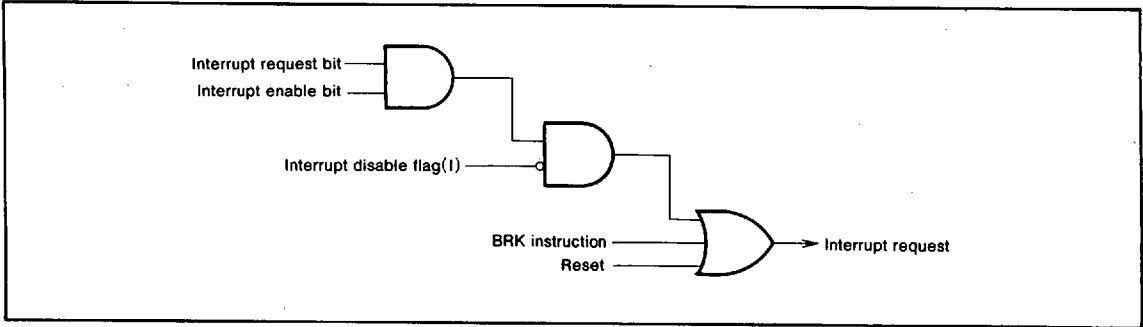 Interrupt request bit
Interrupt enable bit
Interrupt disable flag(I)
BRK instruction
Reset
Interrupt request